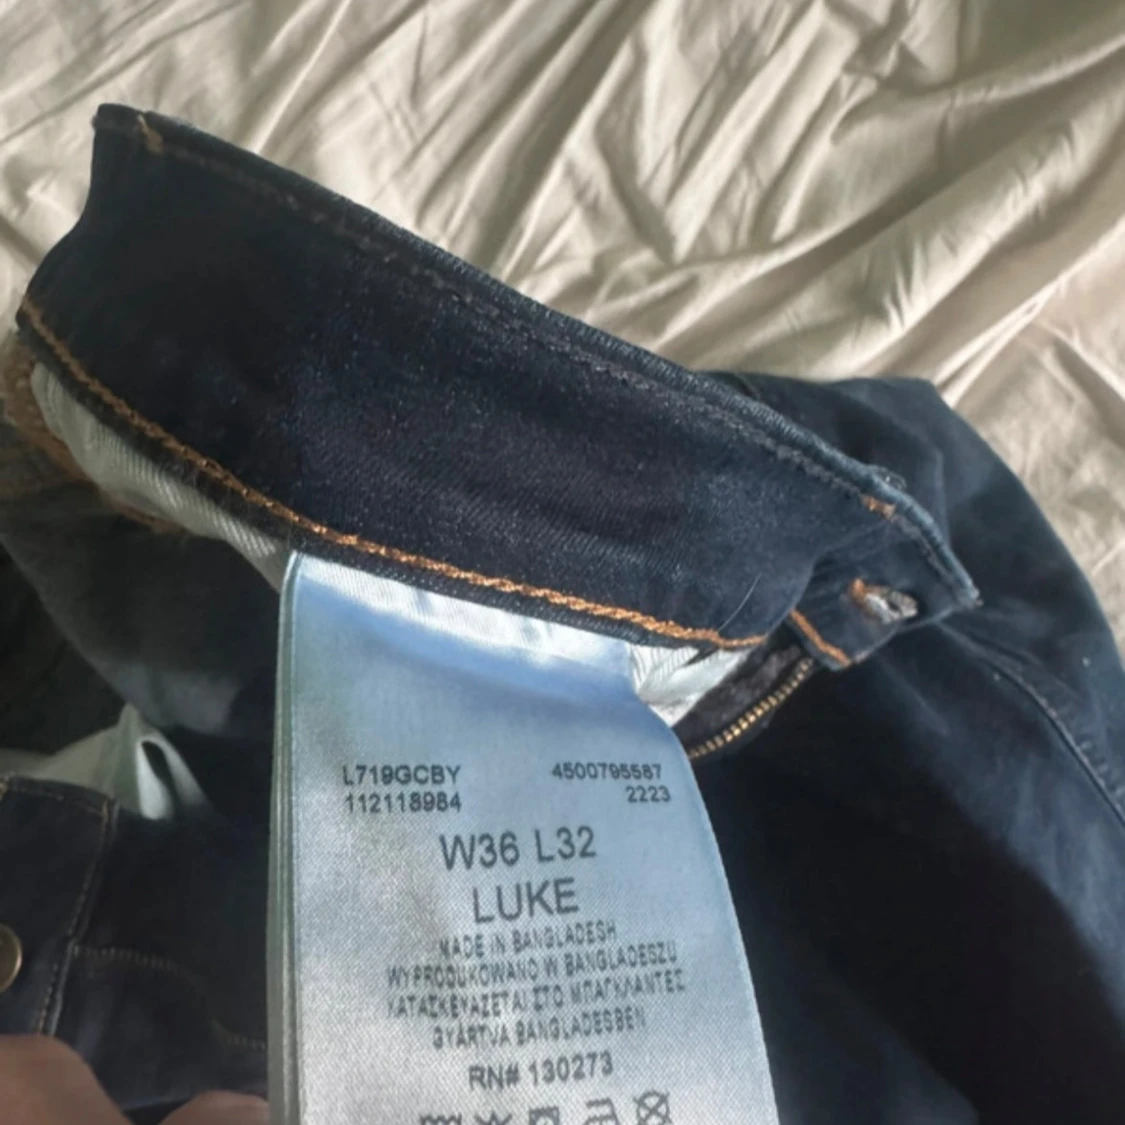 L719GCBY 4500795587
112118984 2223
W36 L32
LUKE
MADE IN BANGLADESH
WYPRODUKOWANO W BANGLADESZU
ΚΑΤΑΣΚΕΥΑΖΕΤΑΙ ΣΤΟ ΜΠΑΓΚΛΑΝΤΕΣ
GYÁRTVA BANGLADESBEN
RN# 130273